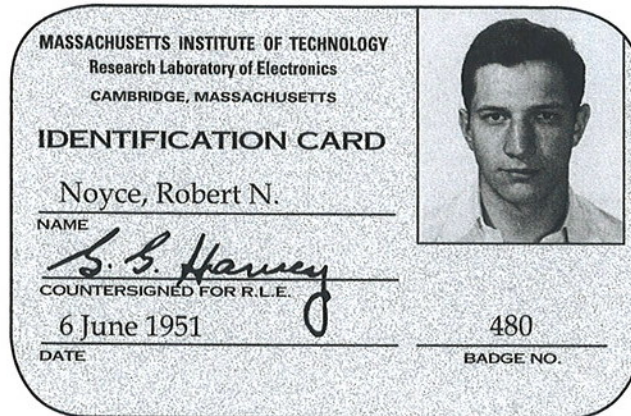 MASSACHUSETTS INSTITUTE OF TECHNOLOGY
Research Laboratory of Electronics
CAMBRIDGE, MASSACHUSETTS
IDENTIFICATION CARD
Noyce, Robert N.
NAME
G. G. Harvey
COUNTERSIGNED FOR R.L.E.
6 June 1951
DATE
480
BADGE NO.